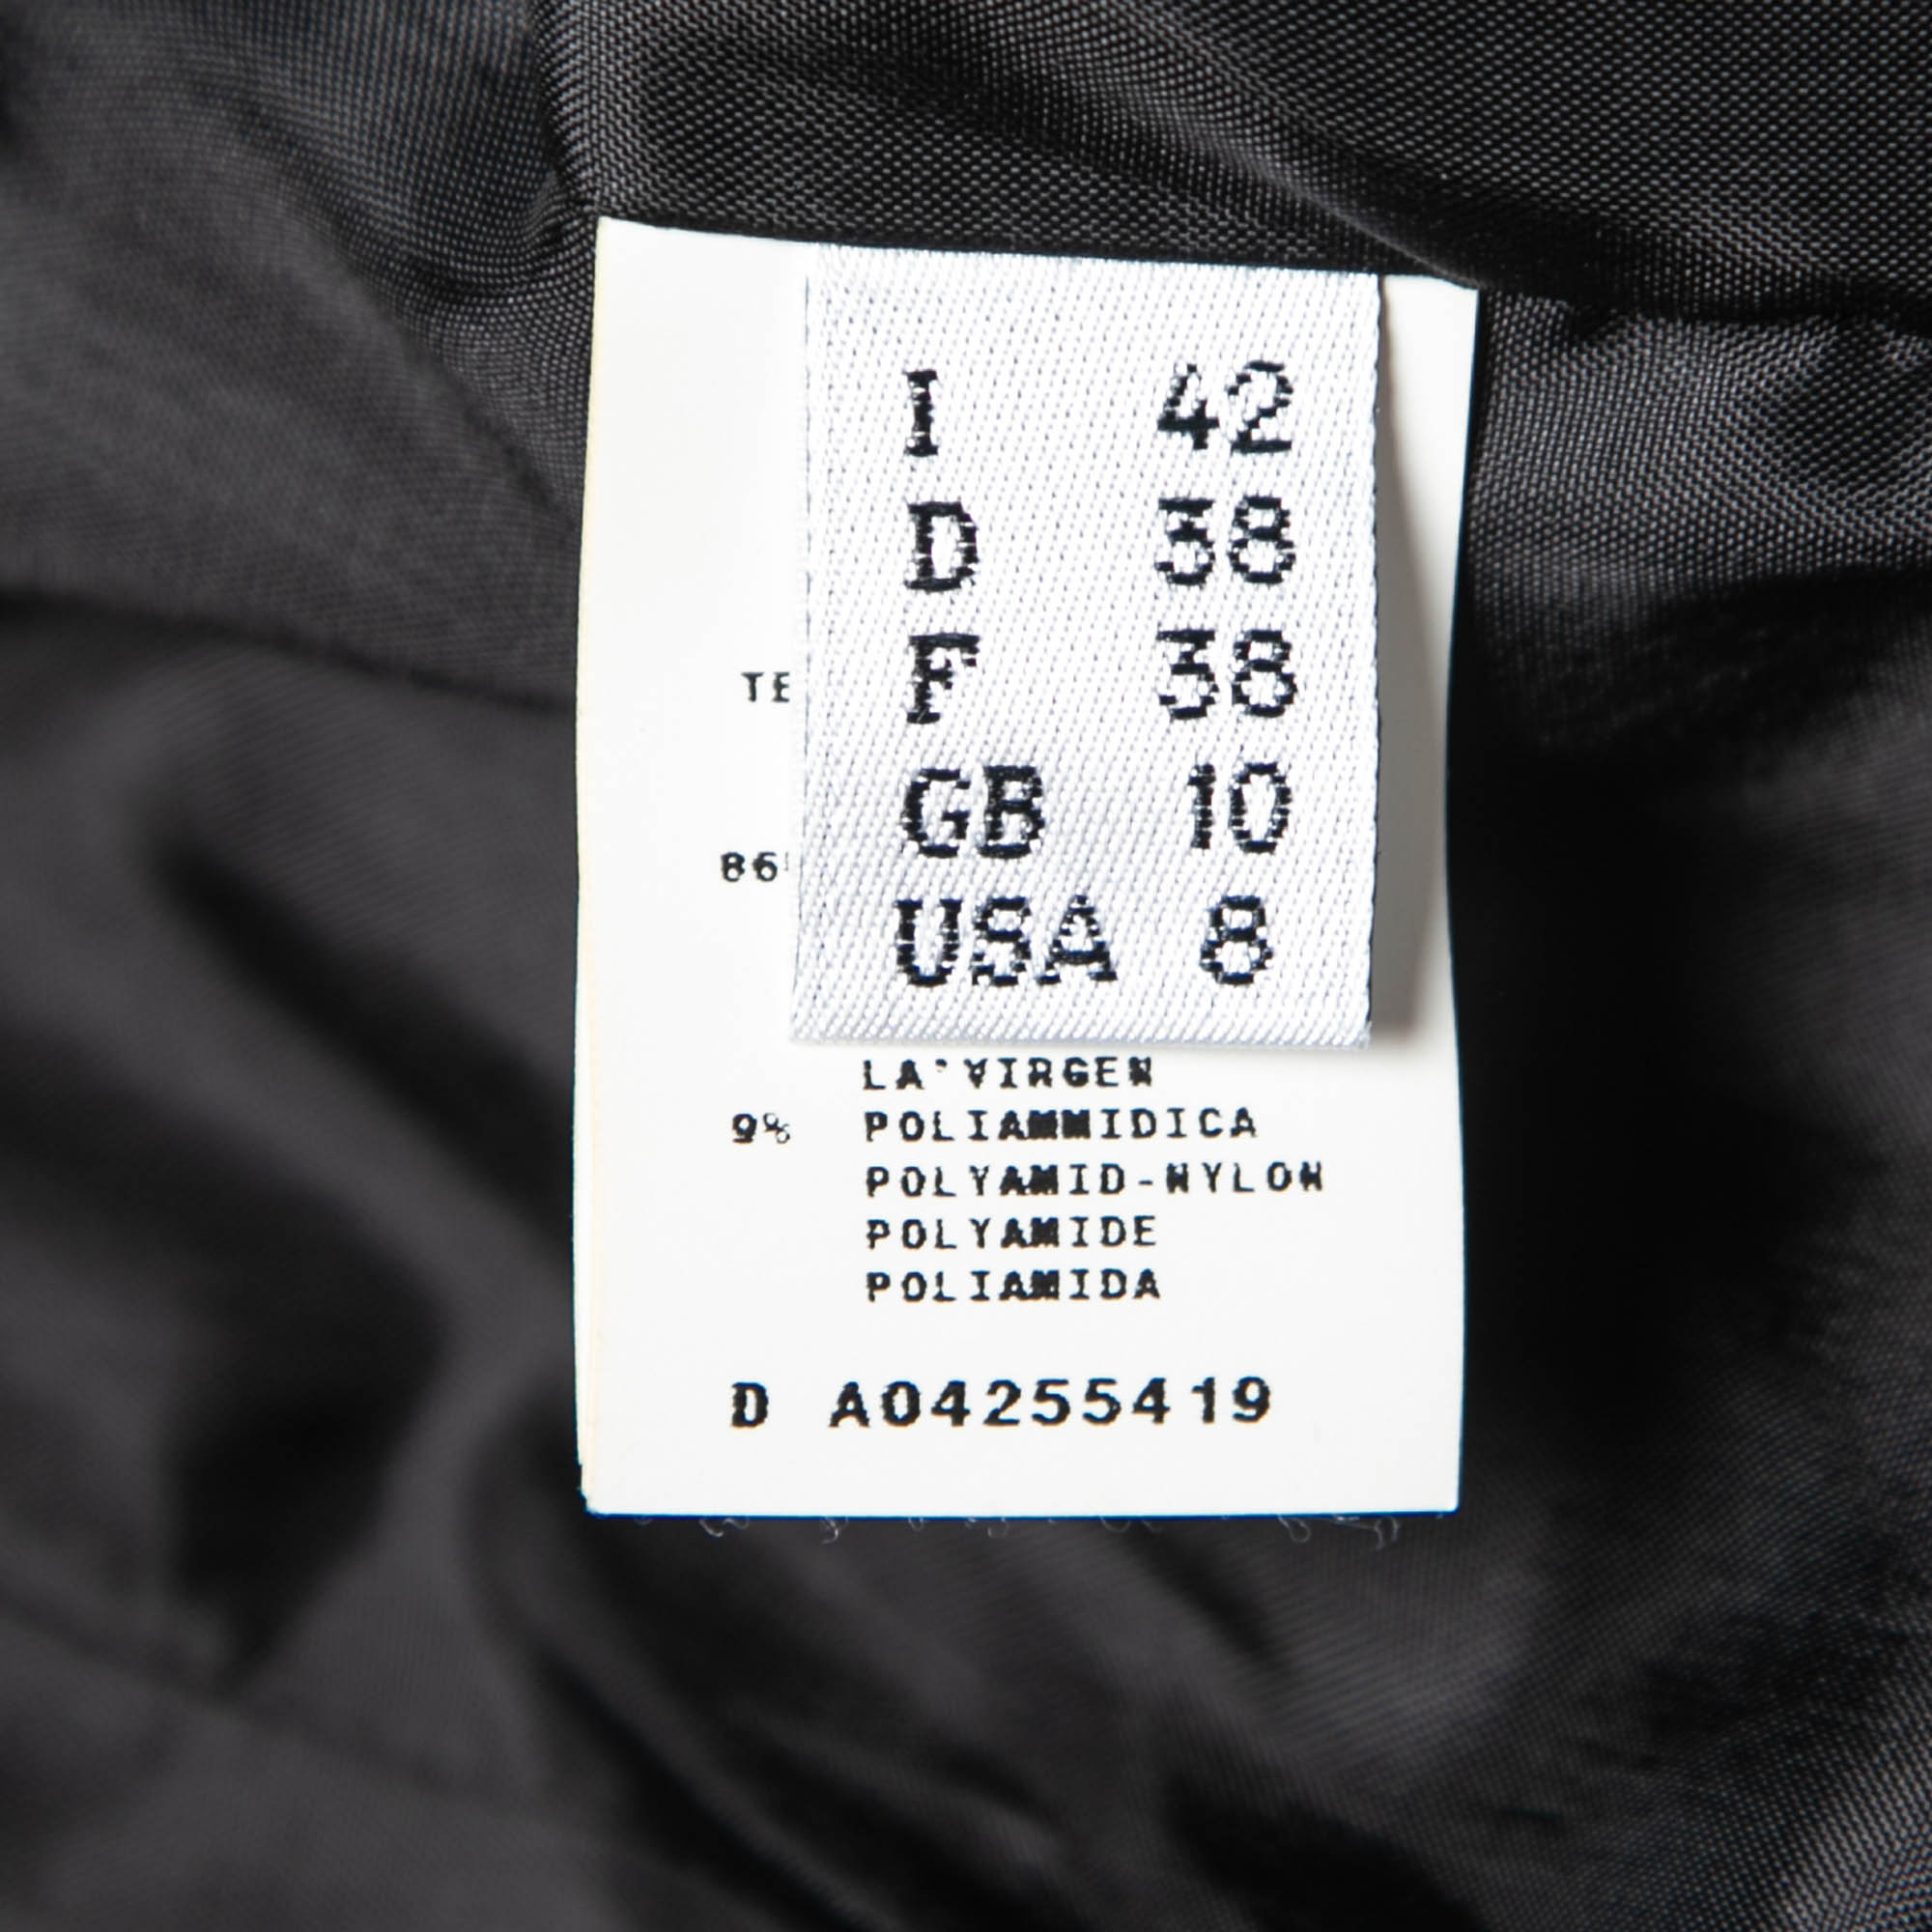 I 42
D 38
F 38
GB 10
USA 8
LA'VIRGEN
9% POLIAMMIDICA
POLYAMID-NYLON
POLYAMIDE
POLIAMIDA
D A04255419